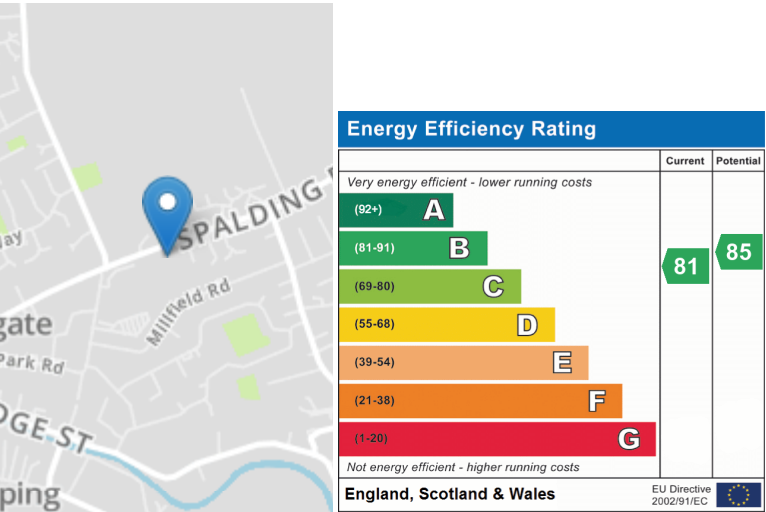 SPALDING
ay
Millfield Rd
gate
Park Rd
DGE ST
ping
Energy Efficiency Rating
Current Potential
Very energy efficient - lower running costs
(92+) A
(81-91) B
(69-80) C
(55-68) D
(39-54) E
(21-38) F
(1-20) G
81
85
Not energy efficient - higher running costs
England, Scotland & Wales
EU Directive
2002/91/EC